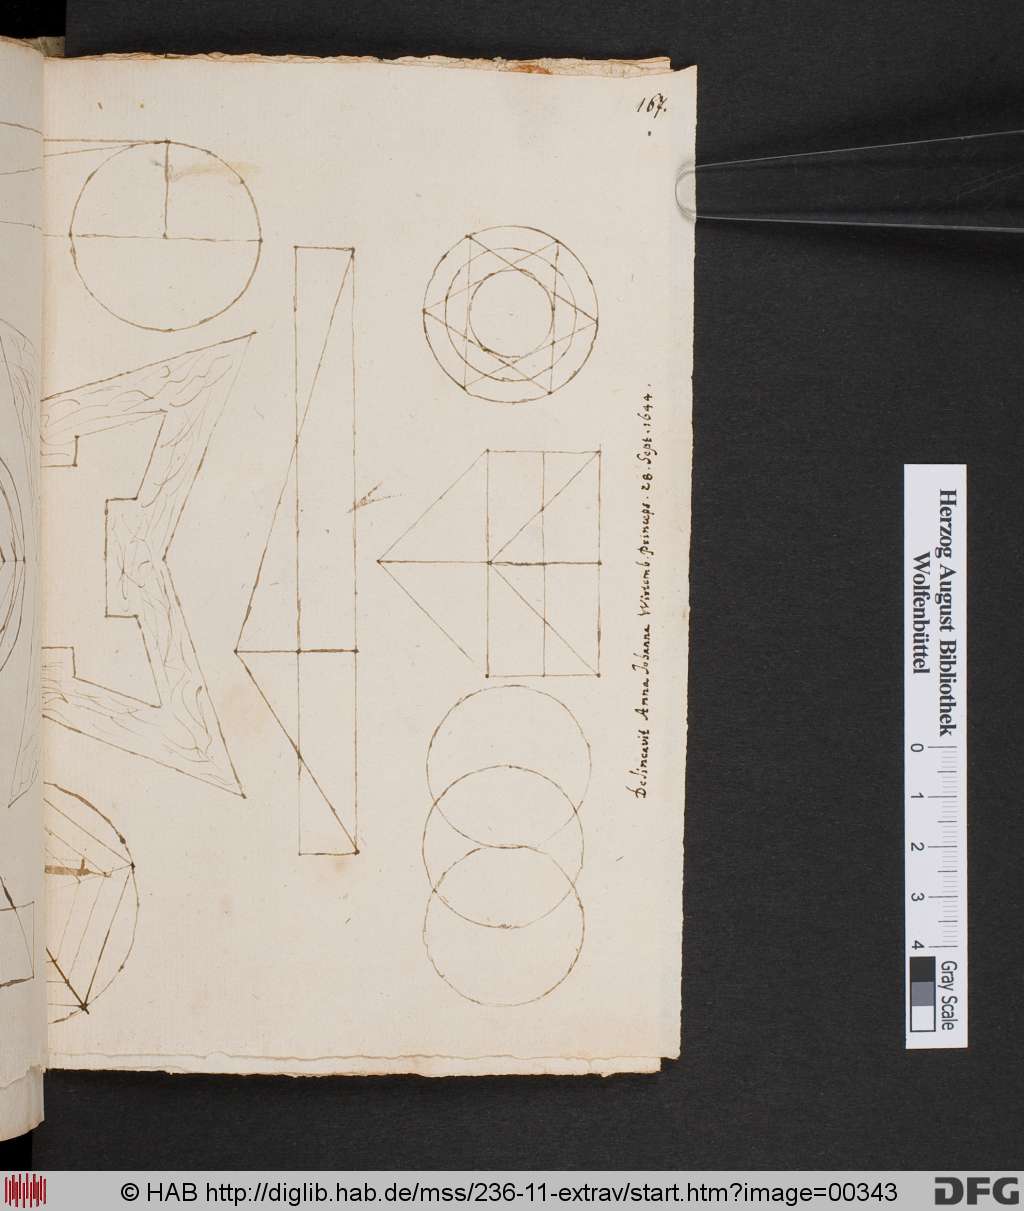 167.
Delineavit Anna Johanna Wirtemb. princeps. 28. Sept. 1644.
Herzog August Bibliothek
Wolfenbüttel
0 1 2 3 4
Gray Scale
© HAB http://diglib.hab.de/mss/236-11-extrav/start.htm?image=00343
DFG